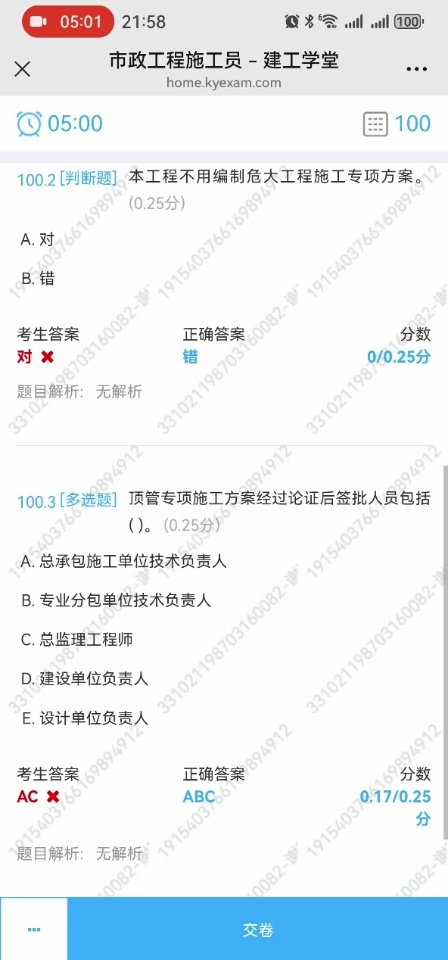 05:01 21:58 6 100
市政工程施工员 – 建工学堂
home.kyexam.com
05:00 100
100.2 [判断题] 本工程不用编制危大工程施工专项方案。
(0.25分)
A. 对
B. 错
考生答案 正确答案 分数
对 ✖ 错 0/0.25分
题目解析: 无解析
100.3 [多选题] 顶管专项施工方案经过论证后签批人员包括
( )。 (0.25分)
A. 总承包施工单位技术负责人
B. 专业分包单位技术负责人
C. 总监理工程师
D. 建设单位负责人
E. 设计单位负责人
考生答案 正确答案 分数
AC ✖ ABC 0.17/0.25
分
题目解析: 无解析
交卷